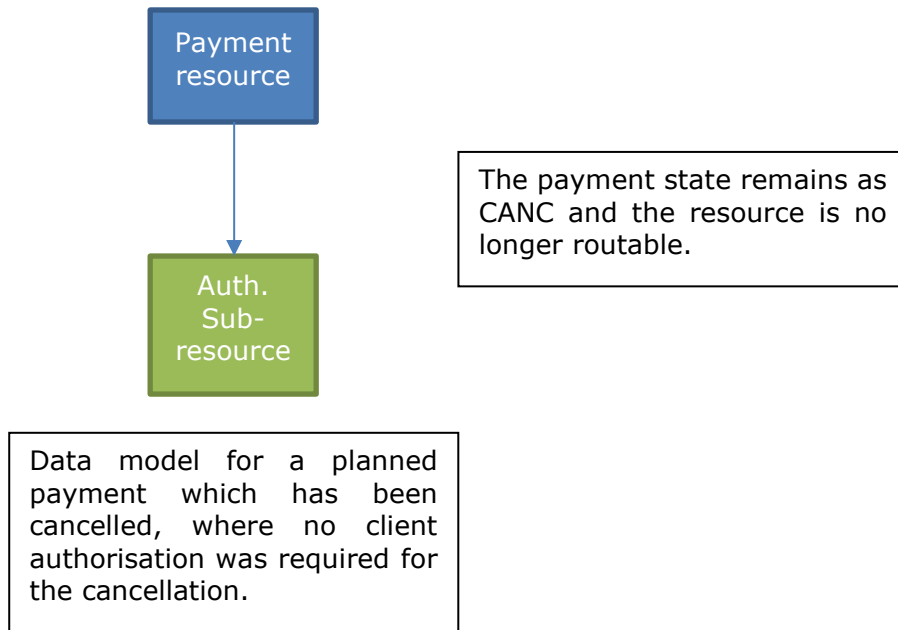 Payment
resource
The payment state remains as
CANC and the resource is no
longer routable.
Auth.
Sub-
resource
Data model for a planned
payment which has been
cancelled, where no client
authorisation was required for
the cancellation.